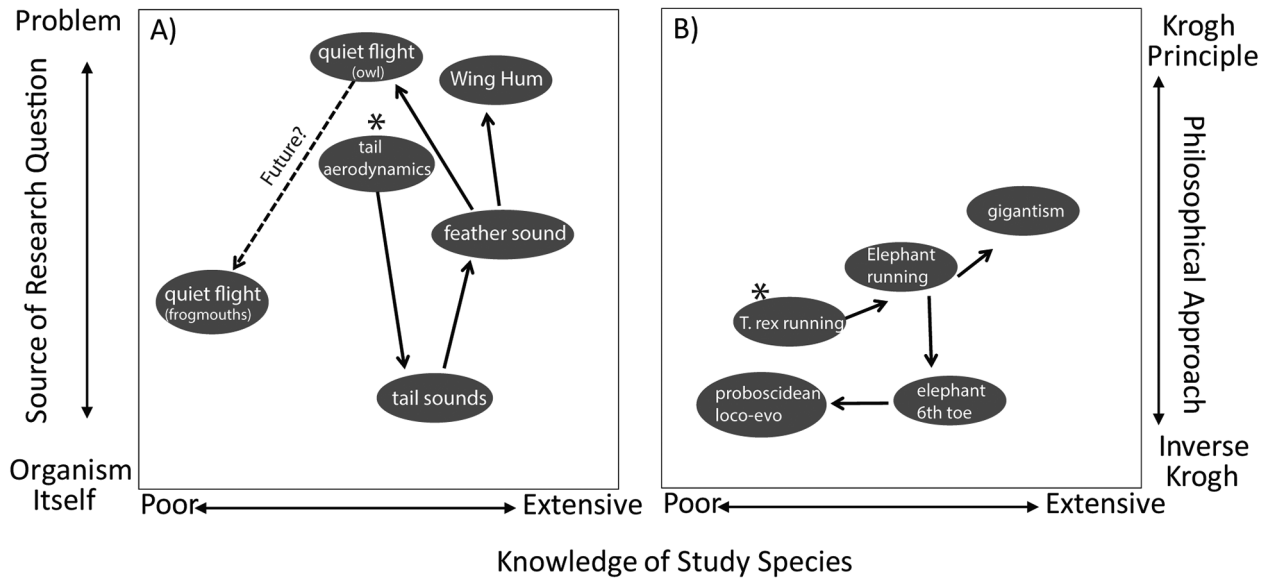 Problem
Source of Research Question
Organism
Itself
A)
quiet flight
(owl)
Wing Hum
*
tail
aerodynamics
Future?
feather sound
quiet flight
(frogmouths)
tail sounds
Poor
Extensive
B)
gigantism
Elephant
running
*
T. rex running
proboscidean
loco-evo
elephant
6th toe
Poor
Extensive
Krogh
Principle
Philosophical Approach
Inverse
Krogh
Knowledge of Study Species